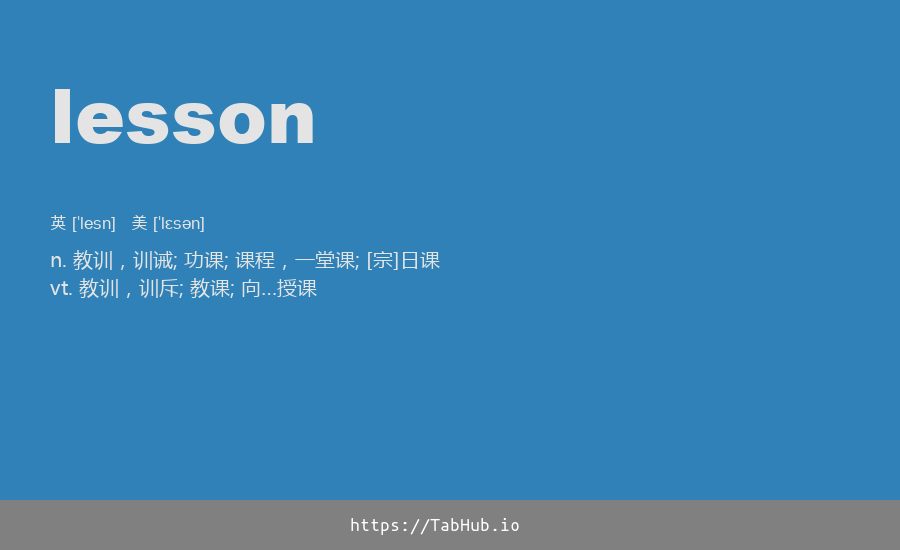 lesson
英 [ˈlesn] 美 [ˈlɛsən]
n. 教训，训诫; 功课; 课程，一堂课; [宗]日课
vt. 教训，训斥; 教课; 向…授课
https://TabHub.io